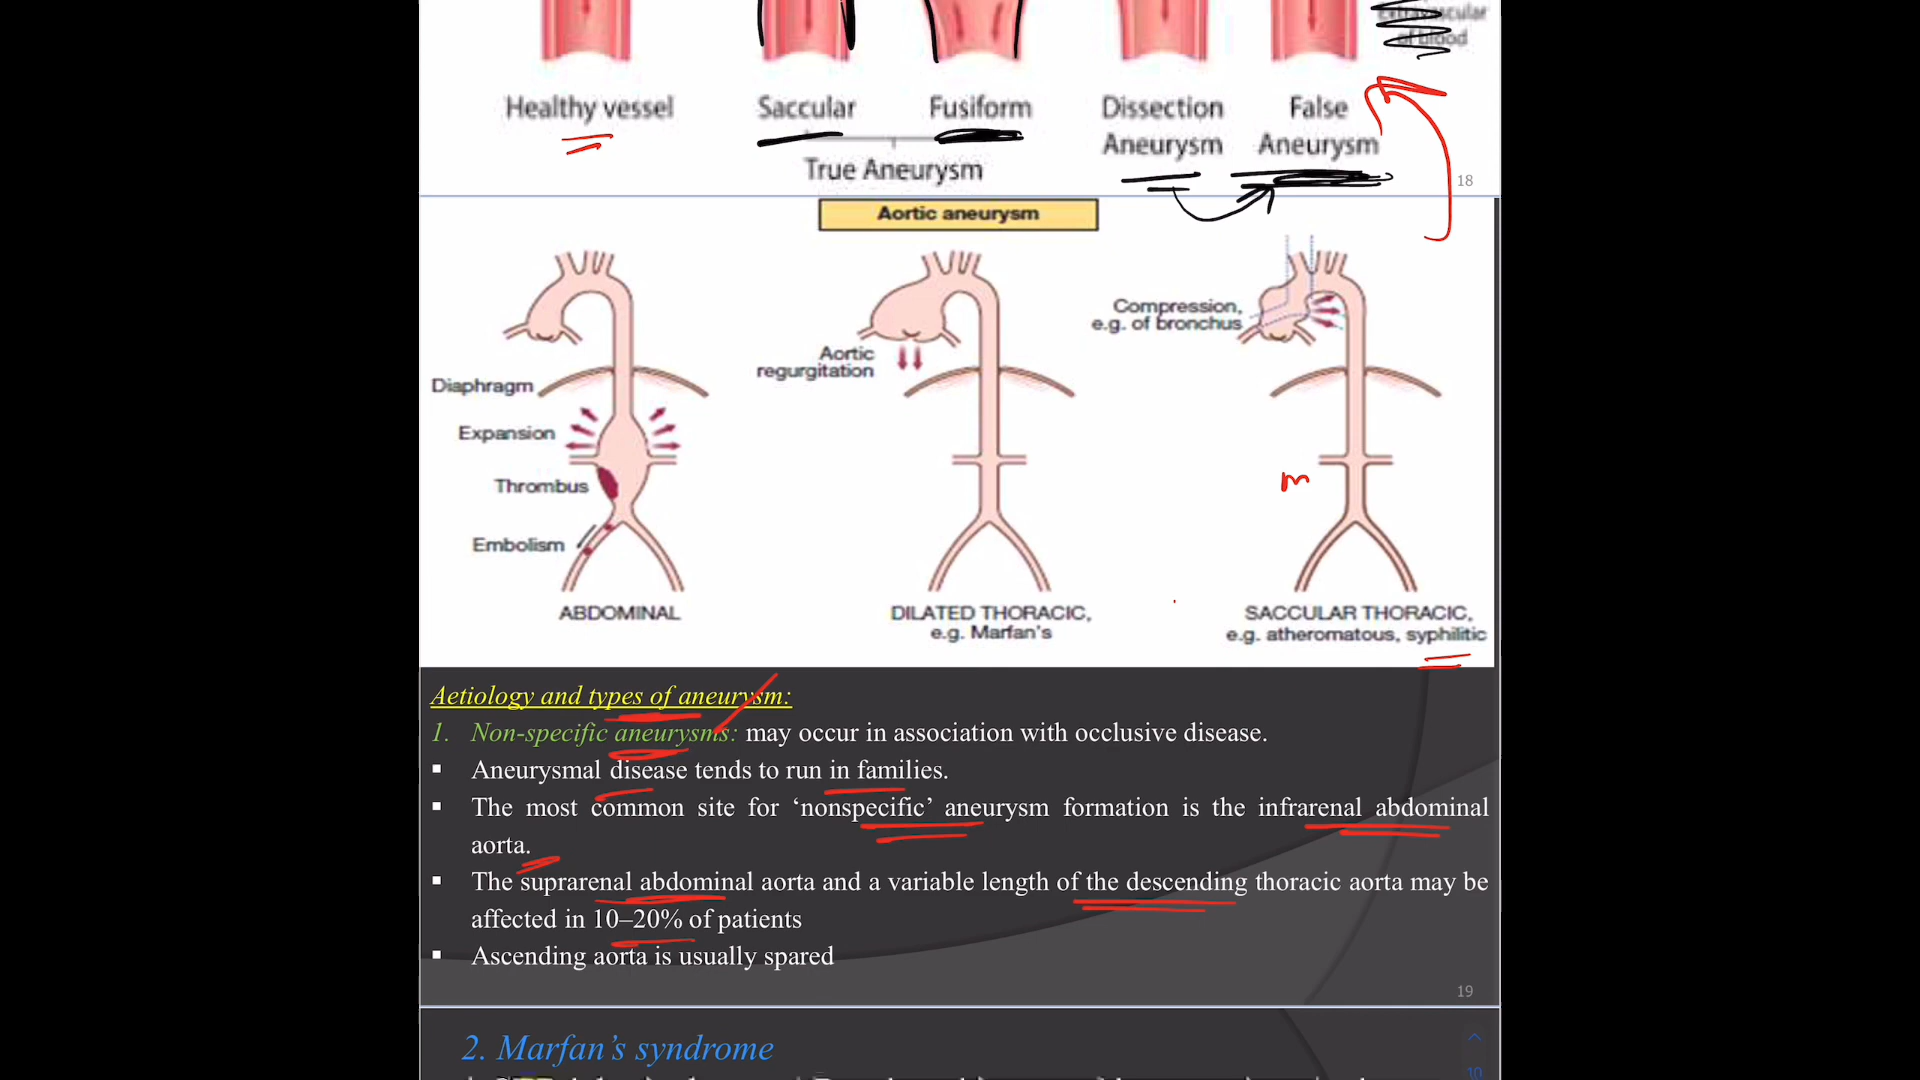 extravascular
of blood
Healthy vessel
Saccular
Fusiform
Dissection
Aneurysm
False
Aneurysm
True Aneurysm
18
Aortic aneurysm
Compression,
e.g. of bronchus
Aortic
regurgitation
Diaphragm
Expansion
Thrombus
m
Embolism
ABDOMINAL
DILATED THORACIC,
e.g. Marfan's
SACCULAR THORACIC,
e.g. atheromatous, syphilitic
Aetiology and types of aneurysm:
1. Non-specific aneurysms: may occur in association with occlusive disease.
▪ Aneurysmal disease tends to run in families.
▪ The most common site for ‘nonspecific’ aneurysm formation is the infrarenal abdominal
aorta.
▪ The suprarenal abdominal aorta and a variable length of the descending thoracic aorta may be
affected in 10–20% of patients
▪ Ascending aorta is usually spared
19
2. Marfan’s syndrome
10